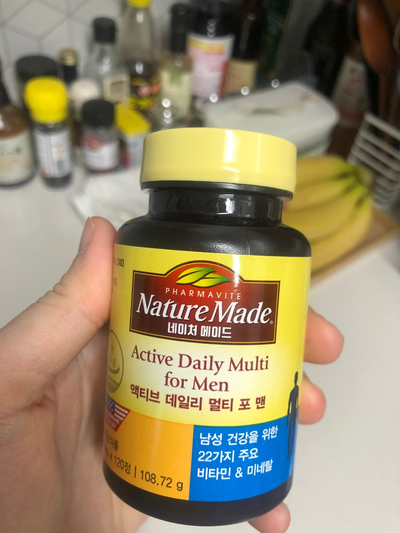 PHARMAVITE
Nature Made
네이처 메이드
Active Daily Multi
for Men
액티브 데일리 멀티 포 맨
남성 건강을 위한
22가지 주요
비타민 & 미네랄
120정 | 108.72 g